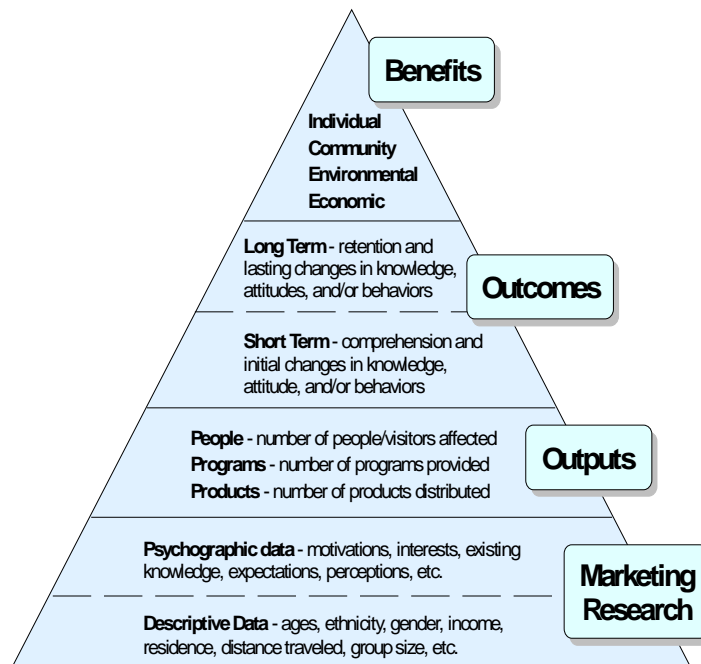 Benefits
Individual
Community
Environmental
Economic
Long Term - retention and
lasting changes in knowledge,
attitudes, and/or behaviors
Outcomes
Short Term - comprehension and
initial changes in knowledge,
attitude, and/or behaviors
People - number of people/visitors affected
Programs - number of programs provided
Products - number of products distributed
Outputs
Psychographic data - motivations, interests, existing
knowledge, expectations, perceptions, etc.
Marketing
Research
Descriptive Data - ages, ethnicity, gender, income,
residence, distance traveled, group size, etc.